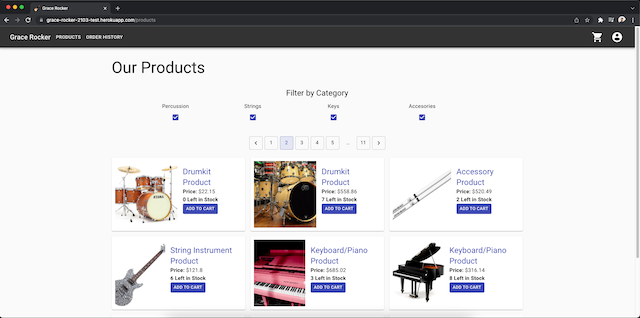 Grace Rocker
grace-rocker-2103-test.herokuapp.com/products
Grace Rocker PRODUCTS ORDER HISTORY
Our Products
Filter by Category
Percussion Strings Keys Accesories
‹ 1 2 3 4 5 ... 11 ›
Drumkit
Product
Price: $22.15
0 Left in Stock
ADD TO CART
Drumkit
Product
Price: $558.86
7 Left in Stock
ADD TO CART
Accessory
Product
Price: $520.49
2 Left in Stock
ADD TO CART
String Instrument
Product
Price: $121.8
6 Left in Stock
ADD TO CART
Keyboard/Piano
Product
Price: $685.02
3 Left in Stock
ADD TO CART
Keyboard/Piano
Product
Price: $316.14
8 Left in Stock
ADD TO CART